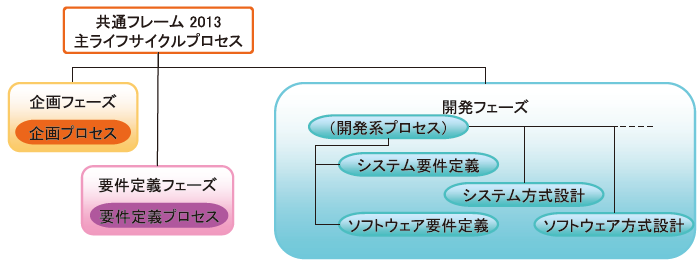 共通フレーム 2013
主ライフサイクルプロセス
企画フェーズ
企画プロセス
要件定義フェーズ
要件定義プロセス
開発フェーズ
(開発系プロセス)
システム要件定義
システム方式設計
ソフトウェア要件定義
ソフトウェア方式設計